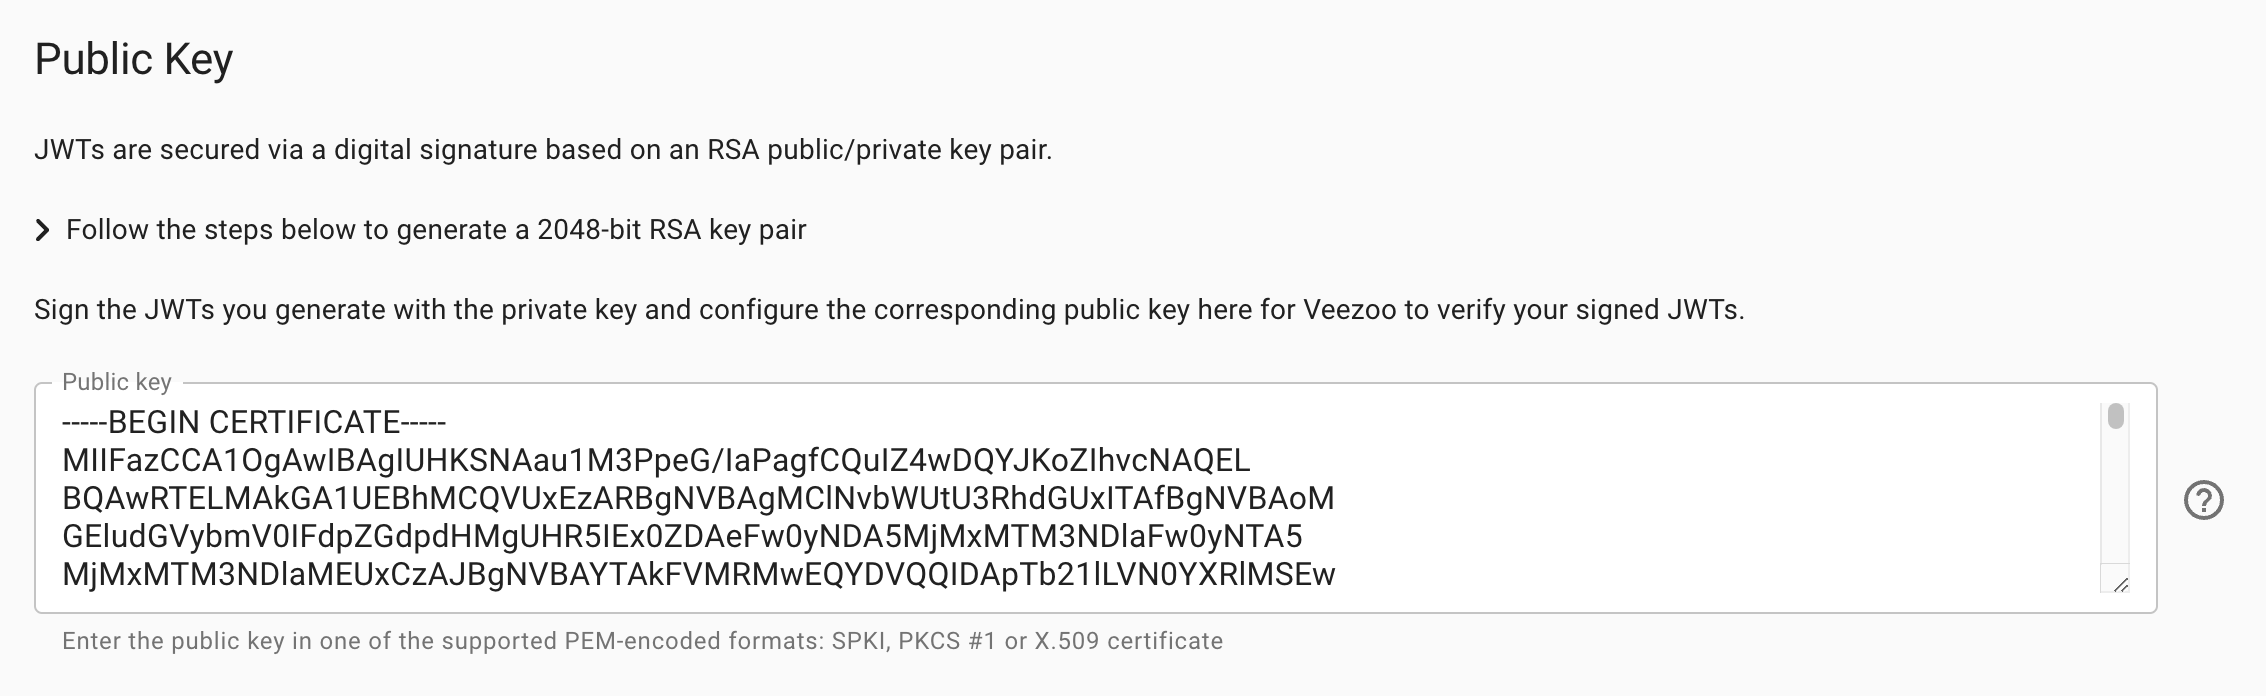 Public Key
JWTs are secured via a digital signature based on an RSA public/private key pair.
Follow the steps below to generate a 2048-bit RSA key pair
Sign the JWTs you generate with the private key and configure the corresponding public key here for Veezoo to verify your signed JWTs.
Public key
-----BEGIN CERTIFICATE-----
MIIFazCCA1OgAwIBAgIUHKSNAau1M3PpeG/IaPagfCQuIZ4wDQYJKoZIhvcNAQEL
BQAwRTELMAkGA1UEBhMCQVUxEzARBgNVBAgMClNvbWUtU3RhdGUxITAfBgNVBAoM
GEludGVybmV0IFdpZGdpdHMgUHR5IEx0ZDAeFw0yNDA5MjMxMTM3NDlaFw0yNTA5
MjMxMTM3NDlaMEUxCzAJBgNVBAYTAkFVMRMwEQYDVQQIDApTb21lLVN0YXRlMSEw
Enter the public key in one of the supported PEM-encoded formats: SPKI, PKCS #1 or X.509 certificate